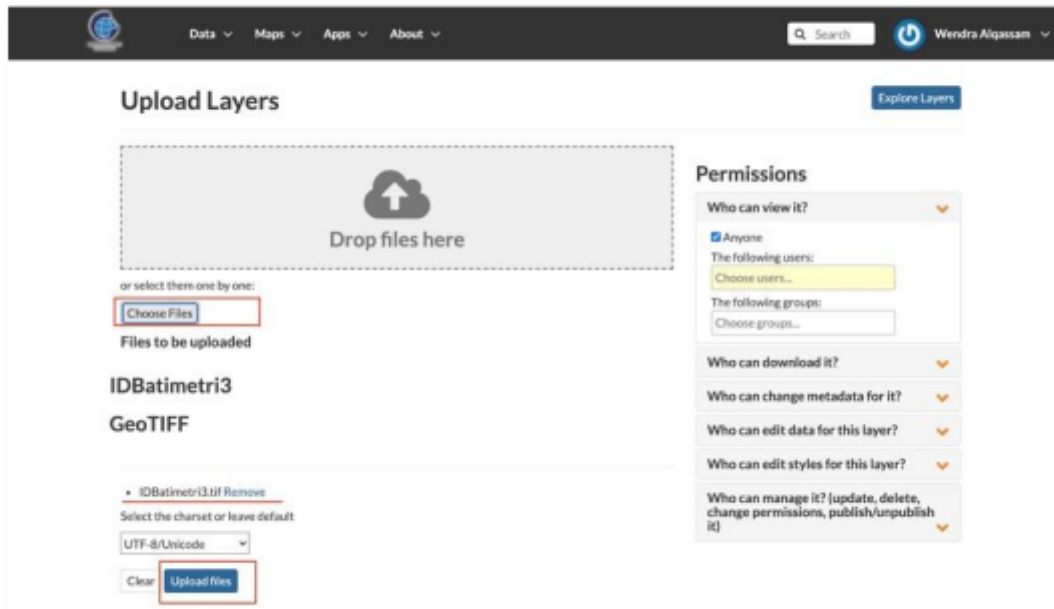 Data Maps Apps About Search Wendra Alqassam
Upload Layers
Explore Layers
Drop files here
or select them one by one:
Choose Files
Files to be uploaded
IDBatimetri3
GeoTIFF
IDBatimetri3.tif Remove
Select the charset or leave default
UTF-8/Unicode
Clear Upload files
Permissions
Who can view it?
Anyone
The following users:
Choose users...
The following groups:
Choose groups...
Who can download it?
Who can change metadata for it?
Who can edit data for this layer?
Who can edit styles for this layer?
Who can manage it? (update, delete,
change permissions, publish/unpublish
it)